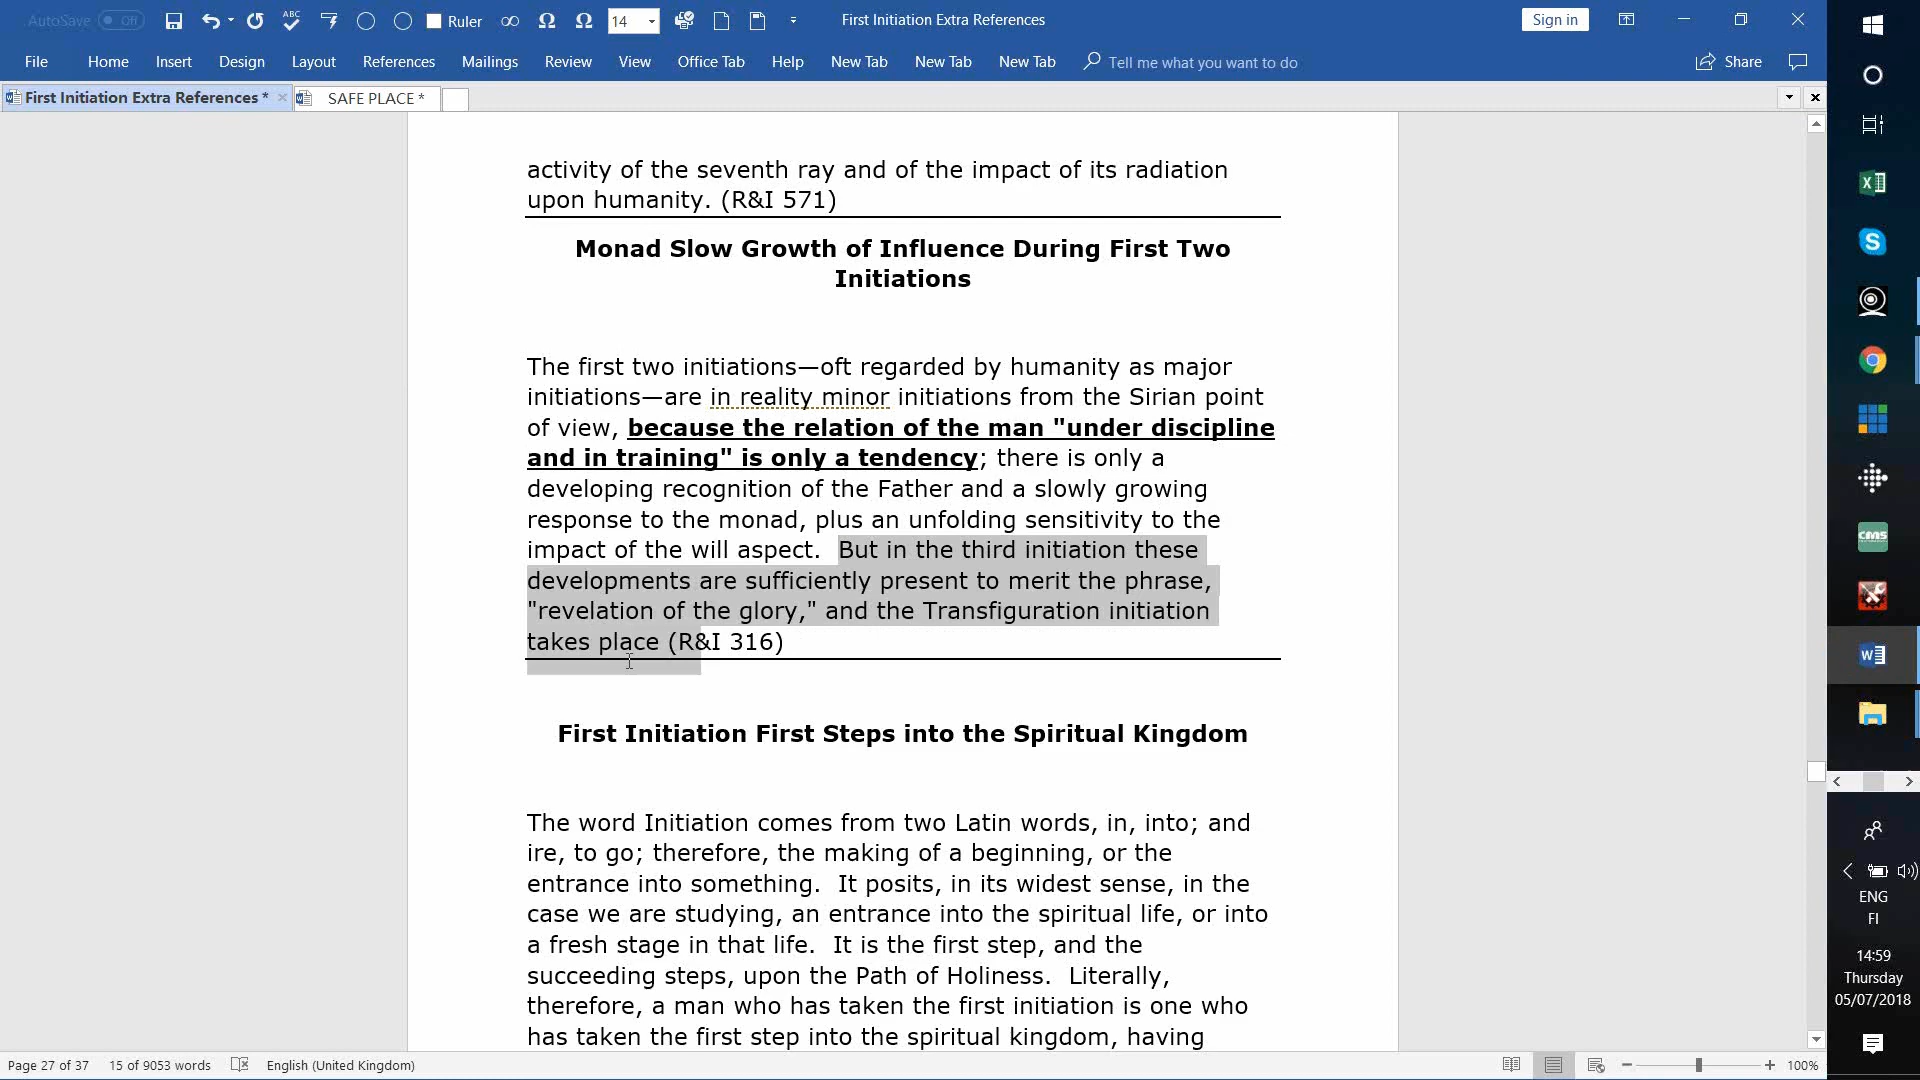 AutoSave Off
ABC
Ruler
14
First Initiation Extra References
Sign in
File Home Insert Design Layout References Mailings Review View Office Tab Help New Tab New Tab New Tab Tell me what you want to do Share
First Initiation Extra References * SAFE PLACE *
activity of the seventh ray and of the impact of its radiation
upon humanity. (R&I 571)
Monad Slow Growth of Influence During First Two
Initiations
The first two initiations—oft regarded by humanity as major
initiations—are in reality minor initiations from the Sirian point
of view, because the relation of the man "under discipline
and in training" is only a tendency; there is only a
developing recognition of the Father and a slowly growing
response to the monad, plus an unfolding sensitivity to the
impact of the will aspect. But in the third initiation these
developments are sufficiently present to merit the phrase,
"revelation of the glory," and the Transfiguration initiation
takes place (R&I 316)
First Initiation First Steps into the Spiritual Kingdom
The word Initiation comes from two Latin words, in, into; and
ire, to go; therefore, the making of a beginning, or the
entrance into something. It posits, in its widest sense, in the
case we are studying, an entrance into the spiritual life, or into
a fresh stage in that life. It is the first step, and the
succeeding steps, upon the Path of Holiness. Literally,
therefore, a man who has taken the first initiation is one who
has taken the first step into the spiritual kingdom, having
Page 27 of 37 15 of 9053 words English (United Kingdom) 100%
cms
ENG
FI
14:59
Thursday
05/07/2018